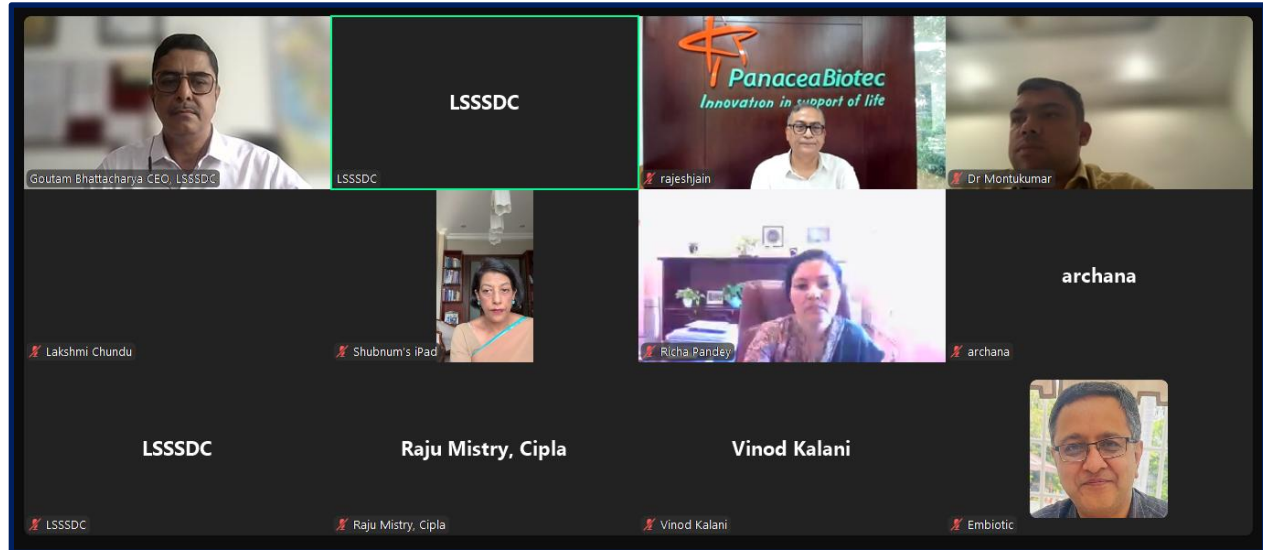 LSSSDC
PanaceaBiotec
Innovation in support of life
Goutam Bhattacharya CEO, LSSSDC
LSSSDC
rajeshjain
Dr Montukumar
archana
Lakshmi Chundu
Shubnum's iPad
Richa Pandey
archana
LSSSDC
Raju Mistry, Cipla
Vinod Kalani
LSSSDC
Raju Mistry, Cipla
Vinod Kalani
Embiotic